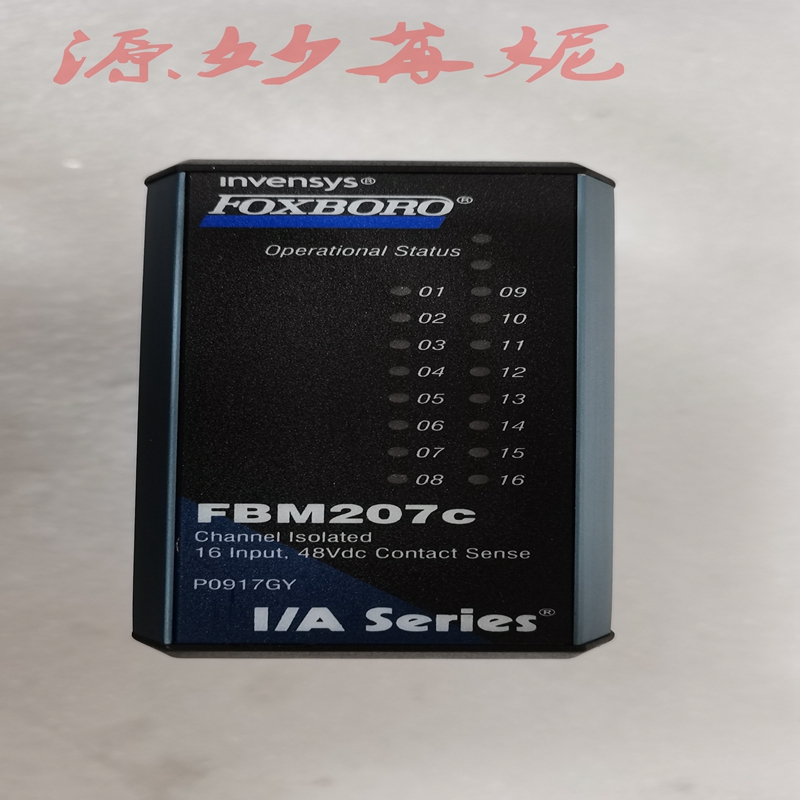 源妙苒妮
invensys®
FOXBORO®
Operational Status
01 09
02 10
03 11
04 12
05 13
06 14
07 15
08 16
FBM207c
Channel Isolated
16 Input, 48Vdc Contact Sense
P0917GY
I/A Series®